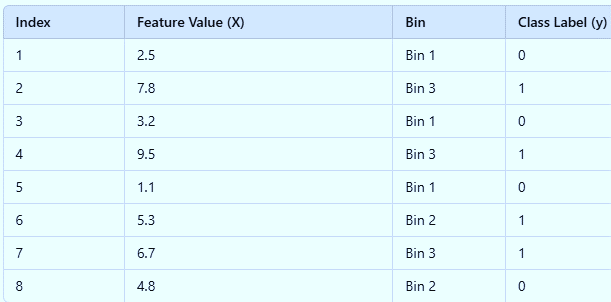 Index Feature Value (X) Bin Class Label (y)
1 2.5 Bin 1 0
2 7.8 Bin 3 1
3 3.2 Bin 1 0
4 9.5 Bin 3 1
5 1.1 Bin 1 0
6 5.3 Bin 2 1
7 6.7 Bin 3 1
8 4.8 Bin 2 0